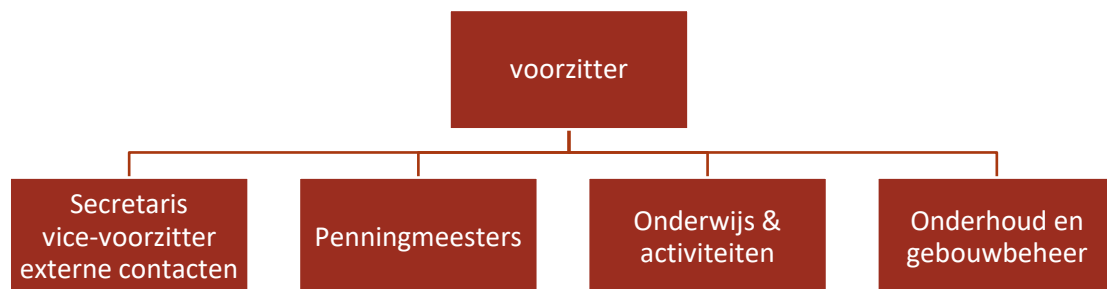 voorzitter
Secretaris
vice-voorzitter
externe contacten
Penningmeesters
Onderwijs &
activiteiten
Onderhoud en
gebouwbeheer